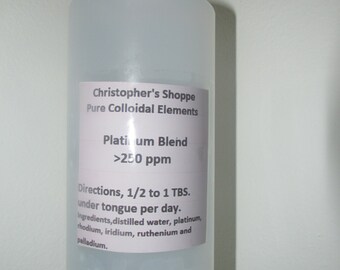 Christopher's Shoppe
Pure Colloidal Elements
Platinum Blend
>250 ppm
Directions, 1/2 to 1 TBS.
under tongue per day.
ingredients,distilled water, platinum,
rhodium, iridium, ruthenium and
palladium.